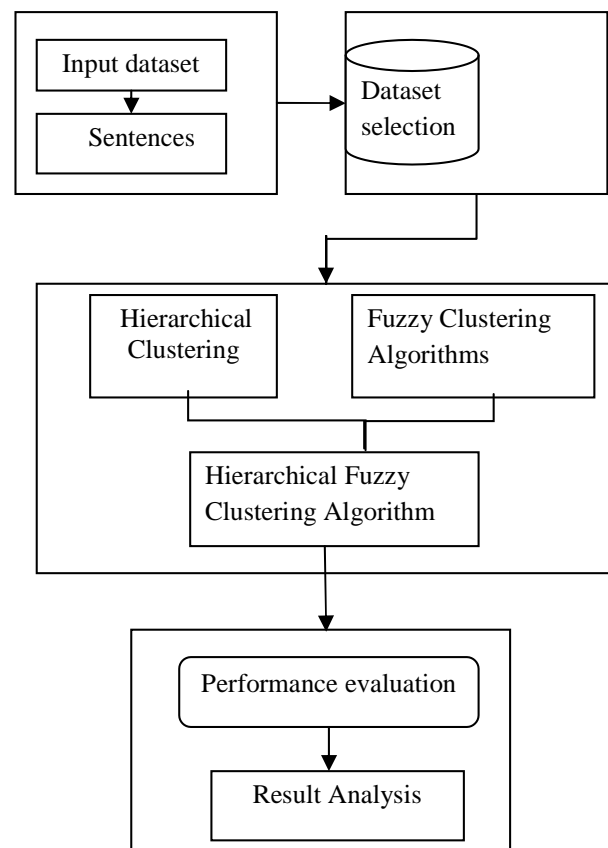 Input dataset
Sentences
Dataset
selection
Hierarchical
Clustering
Fuzzy Clustering
Algorithms
Hierarchical Fuzzy
Clustering Algorithm
Performance evaluation
Result Analysis